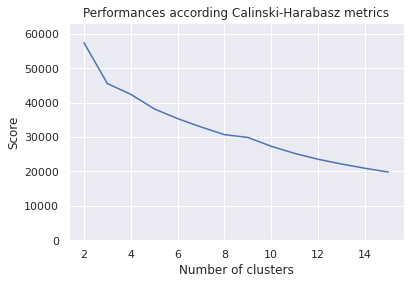 Performances according Calinski-Harabasz metrics
60000
50000
40000
30000
20000
10000
0
Score
2 4 6 8 10 12 14
Number of clusters